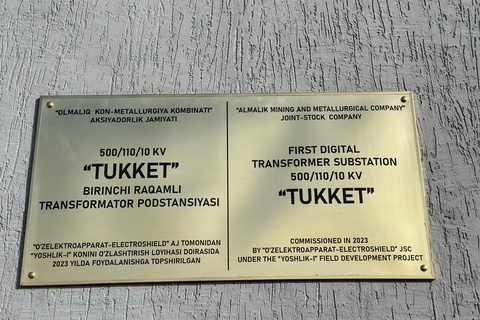 "OLMALIQ KON-METALLURGIYA KOMBINATI"
AKSIYADORLIK JAMIYATI
500/110/10 KV
"TUKKET"
BIRINCHI RAQAMLI
TRANSFORMATOR PODSTANSIYASI
"O'ZELEKTROAPPARAT-ELECTROSHIELD" AJ TOMONIDAN
"YOSHLIK-I" KONINI O'ZLASHTIRISH LOYIHASI DOIRASIDA
2023 YILDA FOYDALANISHGA TOPSHIRILGAN
"ALMALIK MINING AND METALLURGICAL COMPANY"
JOINT-STOCK COMPANY
FIRST DIGITAL
TRANSFORMER SUBSTATION
500/110/10 KV
"TUKKET"
COMMISSIONED IN 2023
BY "O'ZELEKTROAPPARAT-ELECTROSHIELD" JSC
UNDER THE "YOSHLIK-I" FIELD DEVELOPMENT PROJECT